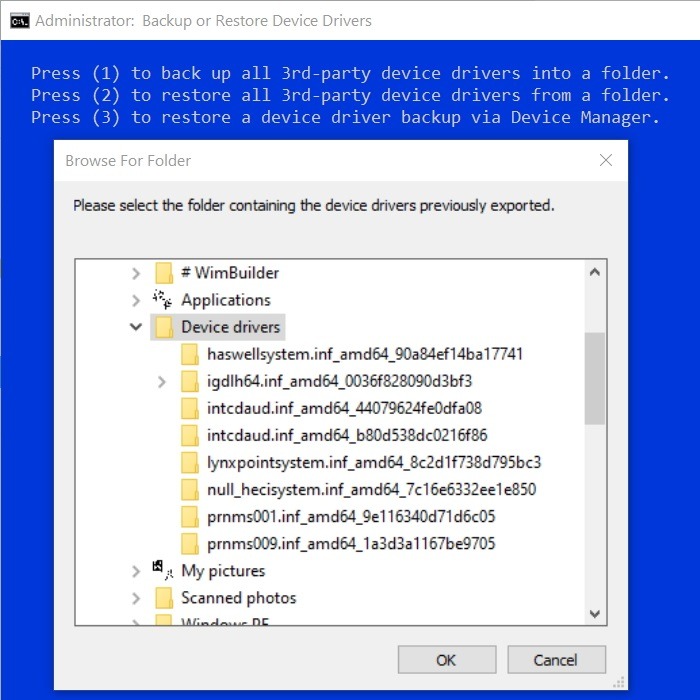 Administrator: Backup or Restore Device Drivers
Press (1) to back up all 3rd-party device drivers into a folder.
Press (2) to restore all 3rd-party device drivers from a folder.
Press (3) to restore a device driver backup via Device Manager.
Browse For Folder
Please select the folder containing the device drivers previously exported.
# WimBuilder
Applications
Device drivers
haswellsystem.inf_amd64_90a84ef14ba17741
igdlh64.inf_amd64_0036f828090d3bf3
intcdaud.inf_amd64_44079624fe0dfa08
intcdaud.inf_amd64_b80d538dc0216f86
lynxpointsystem.inf_amd64_8c2d1f738d795bc3
null_hecisystem.inf_amd64_7c16e6332ee1e850
prnms001.inf_amd64_9e116340d71d6c05
prnms009.inf_amd64_1a3d3a1167be9705
My pictures
Scanned photos
Windows PE
OK Cancel